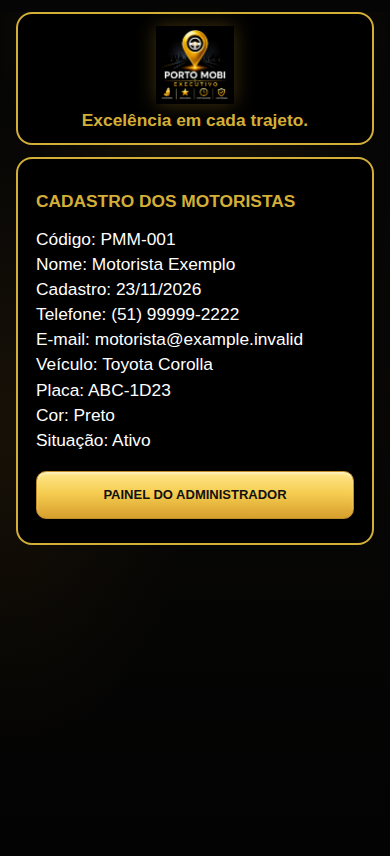 PORTO MOBI
EXECUTIVO
Excelência em cada trajeto.
CADASTRO DOS MOTORISTAS
Código: PMM-001
Nome: Motorista Exemplo
Cadastro: 23/11/2026
Telefone: (51) 99999-2222
E-mail: motorista@example.invalid
Veículo: Toyota Corolla
Placa: ABC-1D23
Cor: Preto
Situação: Ativo
PAINEL DO ADMINISTRADOR